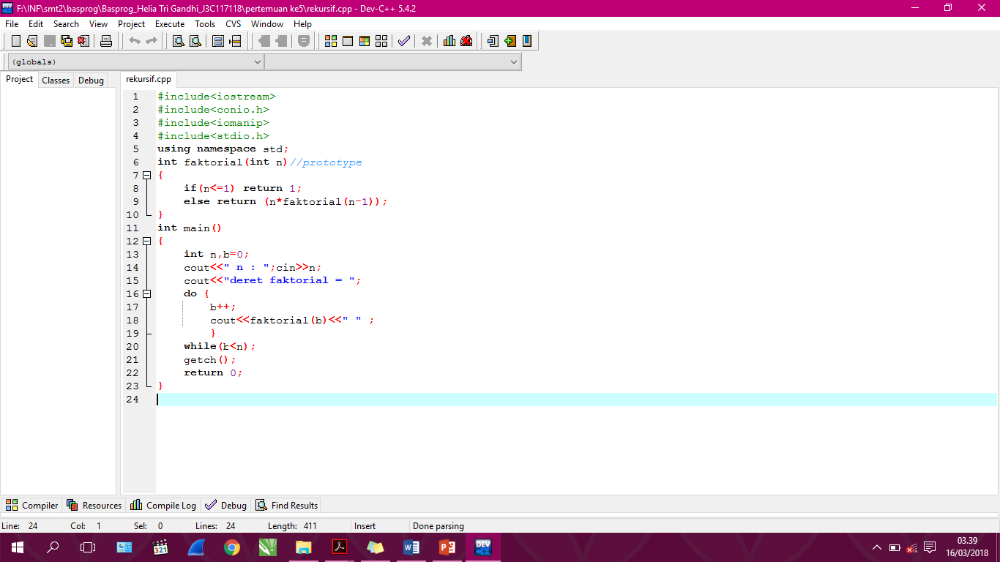 F:\INF\smt2\basprog\Basprog_Helia Tri Gandhi_J3C117118\pertemuan ke5\rekursif.cpp - Dev-C++ 5.4.2
File Edit Search View Project Execute Tools CVS Window Help
(globals)
Project Classes Debug rekursif.cpp
1 #include<iostream>
2 #include<conio.h>
3 #include<iomanip>
4 #include<stdio.h>
5 using namespace std;
6 int faktorial(int n)//prototype
7 {
8 if(n<=1) return 1;
9 else return (n*faktorial(n-1));
10 }
11 int main()
12 {
13 int n,b=0;
14 cout<<" n : ";cin>>n;
15 cout<<"deret faktorial = ";
16 do {
17 b++;
18 cout<<faktorial(b)<<" " ;
19 }
20 while(b<n);
21 getch();
22 return 0;
23 }
24
Compiler Resources Compile Log Debug Find Results
Line: 24 Col: 1 Sel: 0 Lines: 24 Length: 411 Insert Done parsing
321
DEV
03.39
16/03/2018